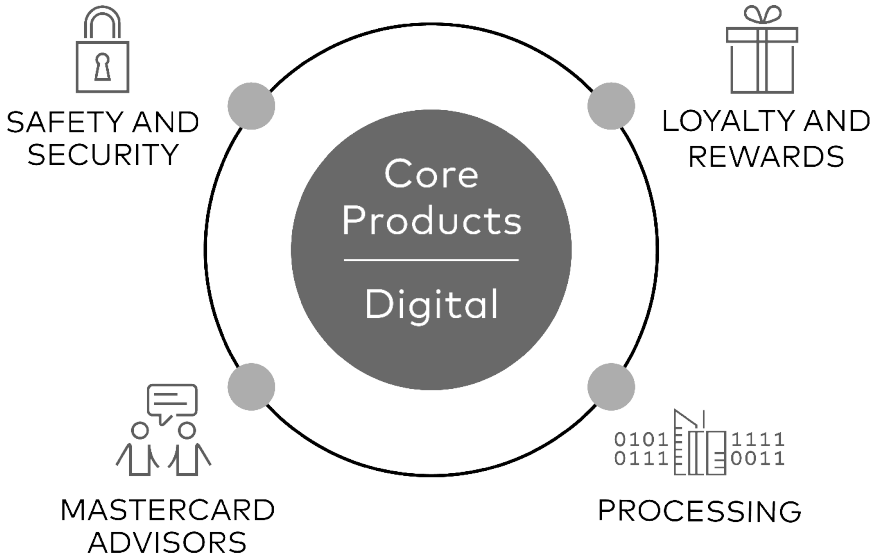 SAFETY AND
SECURITY
LOYALTY AND
REWARDS
Core
Products
Digital
MASTERCARD
ADVISORS
0101
0111
1111
0011
PROCESSING